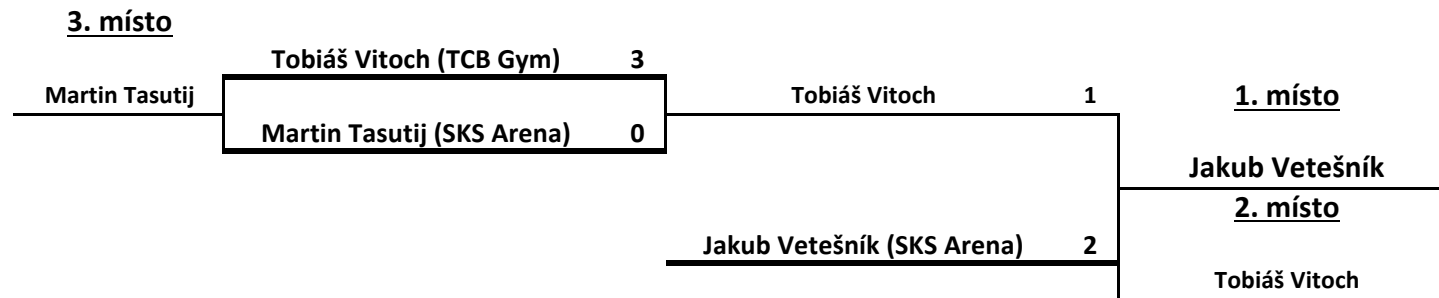 3. místo
Tobiáš Vitoch (TCB Gym) 3
Martin Tasutij
Tobiáš Vitoch 1
1. místo
Martin Tasutij (SKS Arena) 0
Jakub Vetešník
2. místo
Jakub Vetešník (SKS Arena) 2
Tobiáš Vitoch